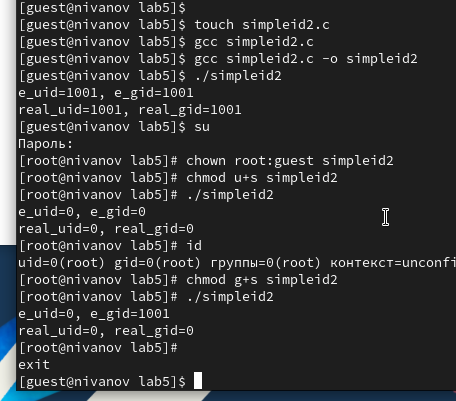 [guest@nivanov lab5]$
[guest@nivanov lab5]$ touch simpleid2.c
[guest@nivanov lab5]$ gcc simpleid2.c
[guest@nivanov lab5]$ gcc simpleid2.c -o simpleid2
[guest@nivanov lab5]$ ./simpleid2
e_uid=1001, e_gid=1001
real_uid=1001, real_gid=1001
[guest@nivanov lab5]$ su
Пароль:
[root@nivanov lab5]# chown root:guest simpleid2
[root@nivanov lab5]# chmod u+s simpleid2
[root@nivanov lab5]# ./simpleid2
e_uid=0, e_gid=0
real_uid=0, real_gid=0
[root@nivanov lab5]# id
uid=0(root) gid=0(root) группы=0(root) контекст=unconfi
[root@nivanov lab5]# chmod g+s simpleid2
[root@nivanov lab5]# ./simpleid2
e_uid=0, e_gid=1001
real_uid=0, real_gid=0
[root@nivanov lab5]#
exit
[guest@nivanov lab5]$